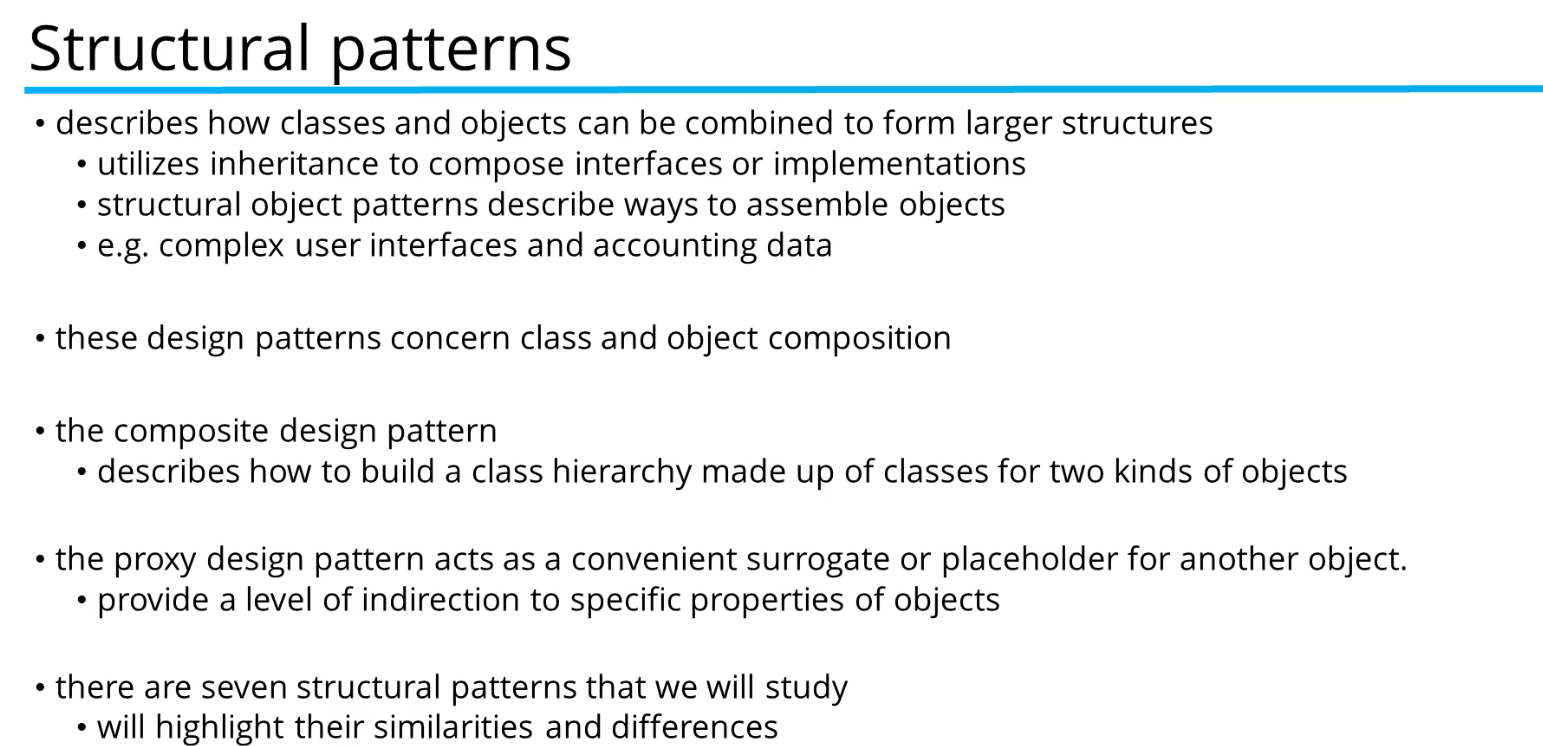 Structural patterns
• describes how classes and objects can be combined to form larger structures
• utilizes inheritance to compose interfaces or implementations
• structural object patterns describe ways to assemble objects
• e.g. complex user interfaces and accounting data
• these design patterns concern class and object composition
• the composite design pattern
• describes how to build a class hierarchy made up of classes for two kinds of objects
• the proxy design pattern acts as a convenient surrogate or placeholder for another object.
• provide a level of indirection to specific properties of objects
• there are seven structural patterns that we will study
• will highlight their similarities and differences